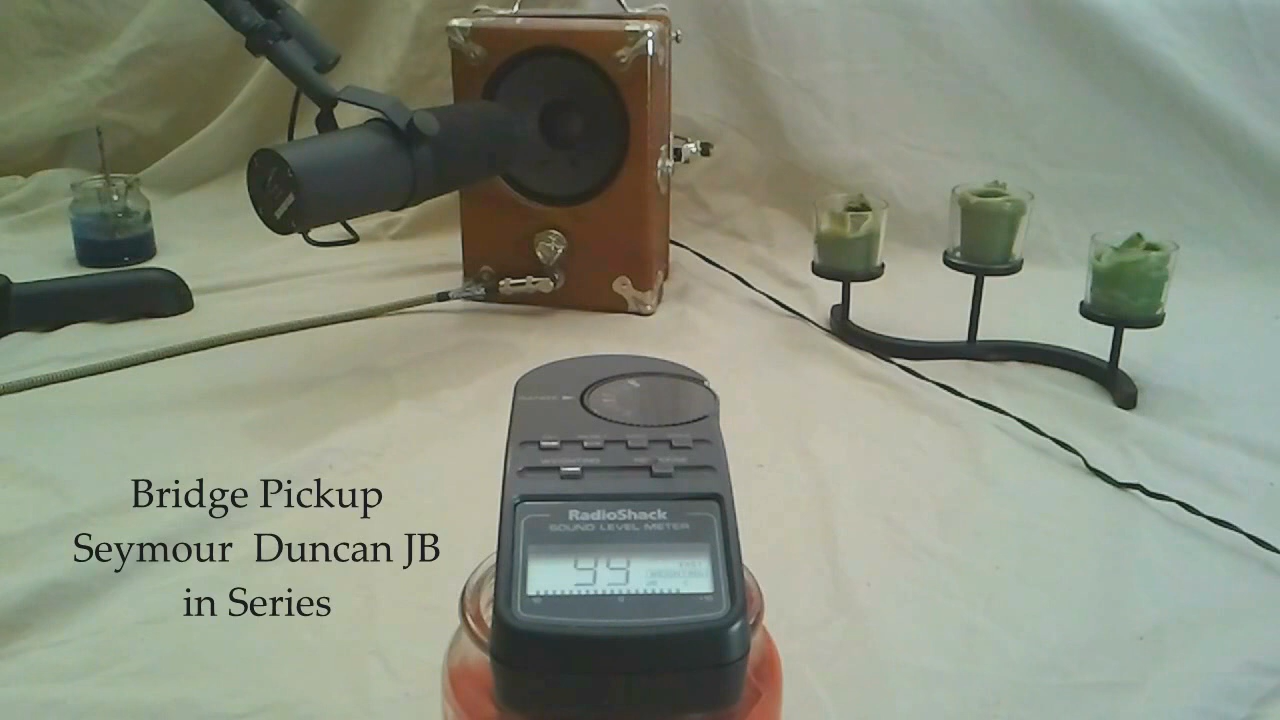 RadioShack
SOUND LEVEL METER
99
Bridge Pickup
Seymour Duncan JB
in Series